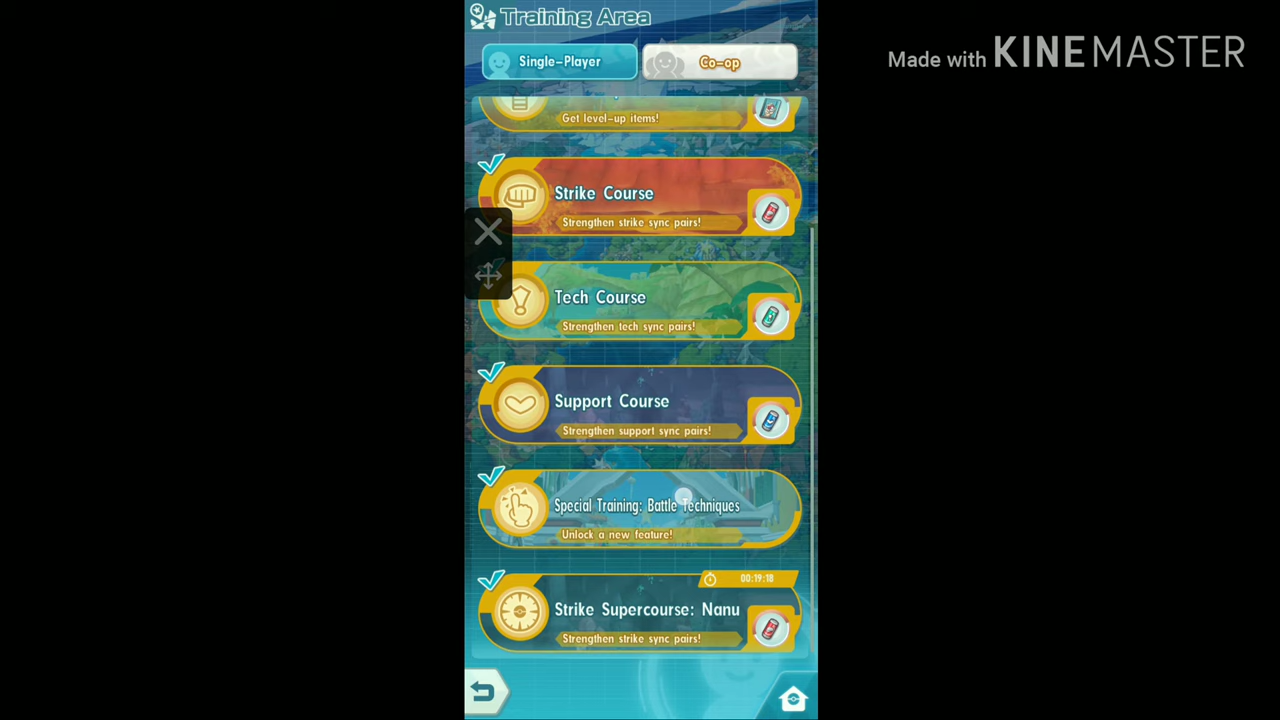 Training Area
Made with KINEMASTER
Single-Player
Co-op
Get level-up items!
Strike Course
Strengthen strike sync pairs!
Tech Course
Strengthen tech sync pairs!
Support Course
Strengthen support sync pairs!
Special Training: Battle Techniques
Unlock a new feature!
00:19:18
Strike Supercourse: Nanu
Strengthen strike sync pairs!